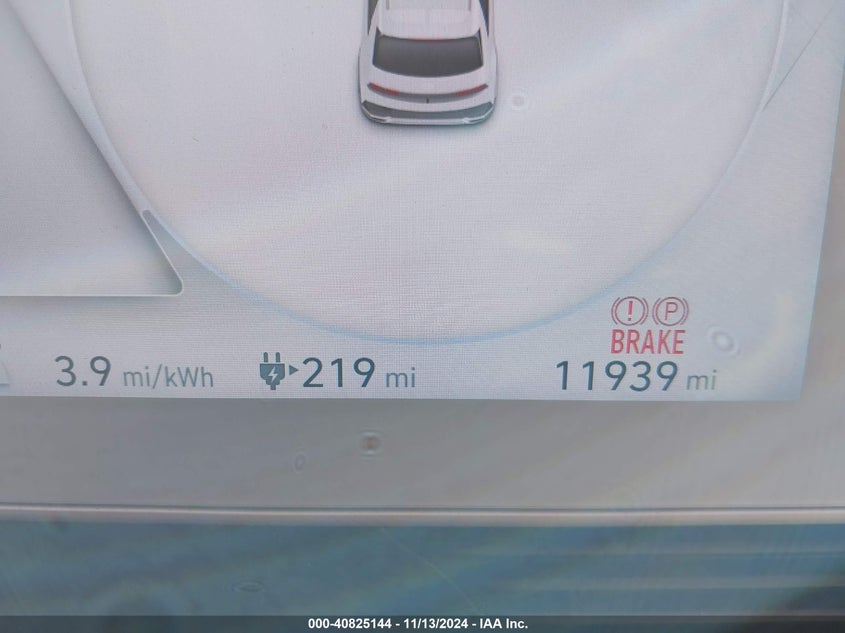 BRAKE
3.9 mi/kWh 219 mi 11939 mi
000-40825144 - 11/13/2024 - IAA Inc.